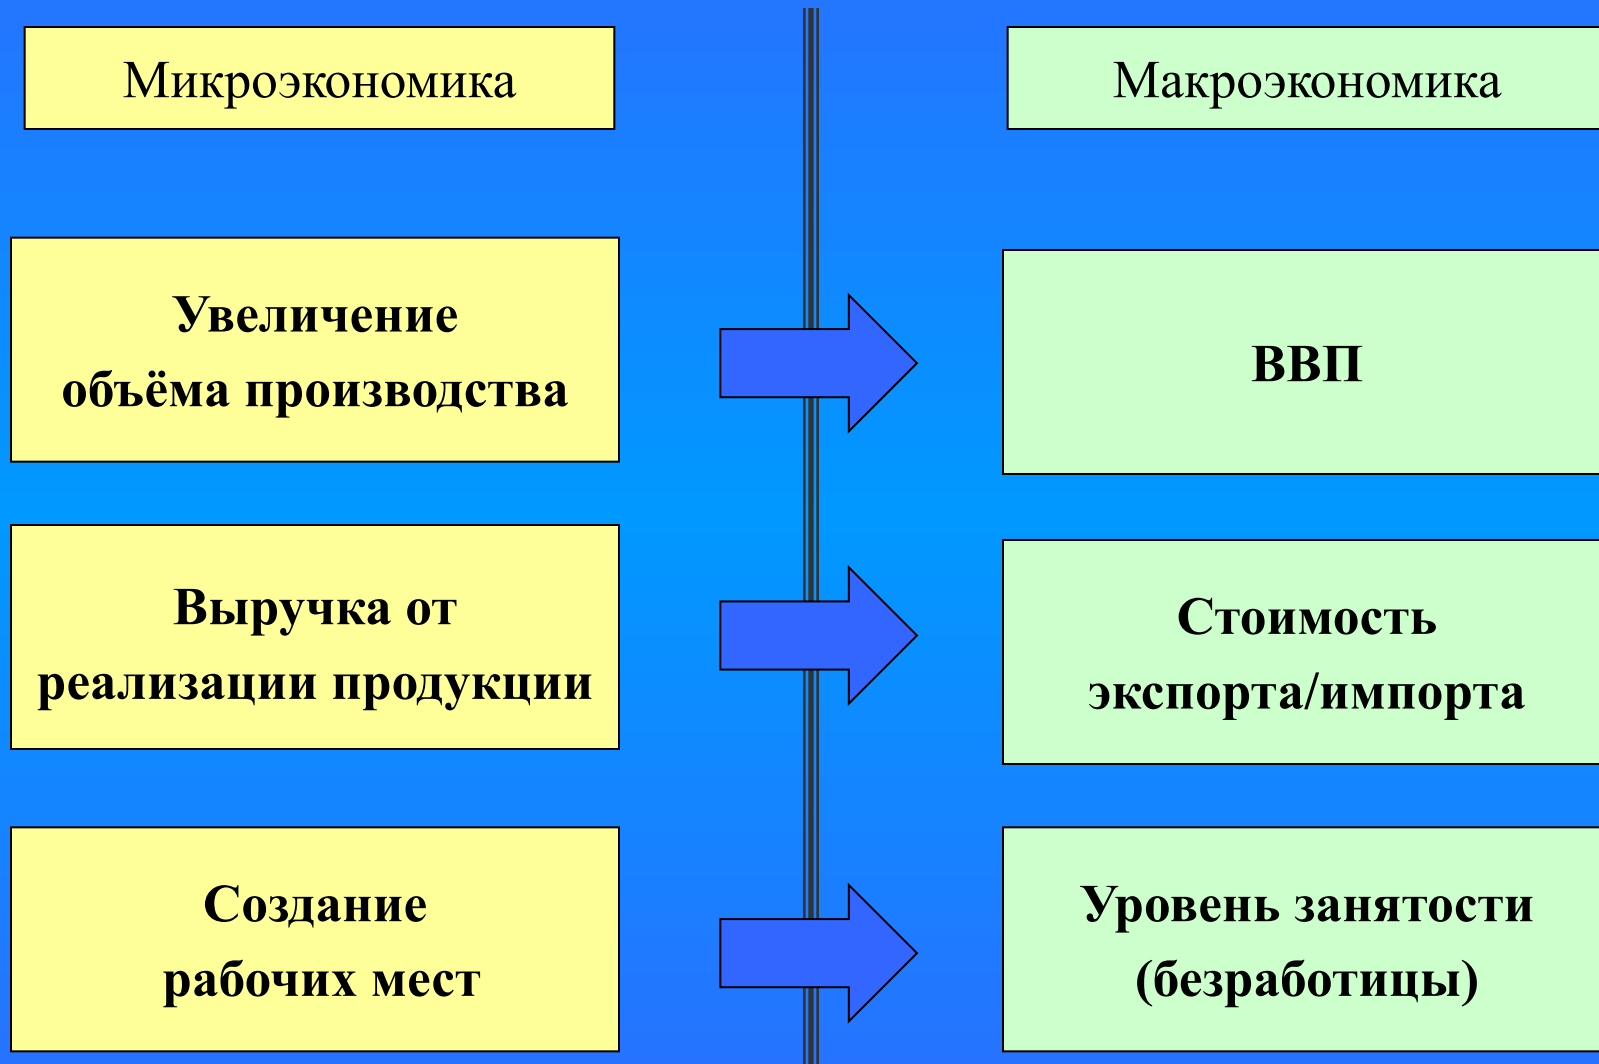 Микроэкономика
Макроэкономика
Увеличение
объёма производства
ВВП
Выручка от
реализации продукции
Стоимость
экспорта/импорта
Создание
рабочих мест
Уровень занятости
(безработицы)